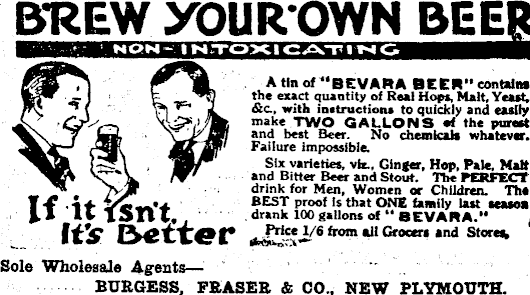 BREW YOUR OWN BEER
NON-INTOXICATING
A tin of "BEVARA BEER" contains
the exact quantity of Real Hops, Malt, Yeast,
&c., with instructions to quickly and easily
make TWO GALLONS of the purest
and best Beer. No chemicals whatever.
Failure impossible.
Six varieties, viz., Ginger, Hop, Pale, Malt
and Bitter Beer and Stout. The PERFECT
drink for Men, Women or Children. The
BEST proof is that ONE family last season
drank 100 gallons of "BEVARA."
Price 1/6 from all Grocers and Stores,
If it isn't.
It's Better
Sole Wholesale Agents—
BURGESS, FRASER & CO., NEW PLYMOUTH.